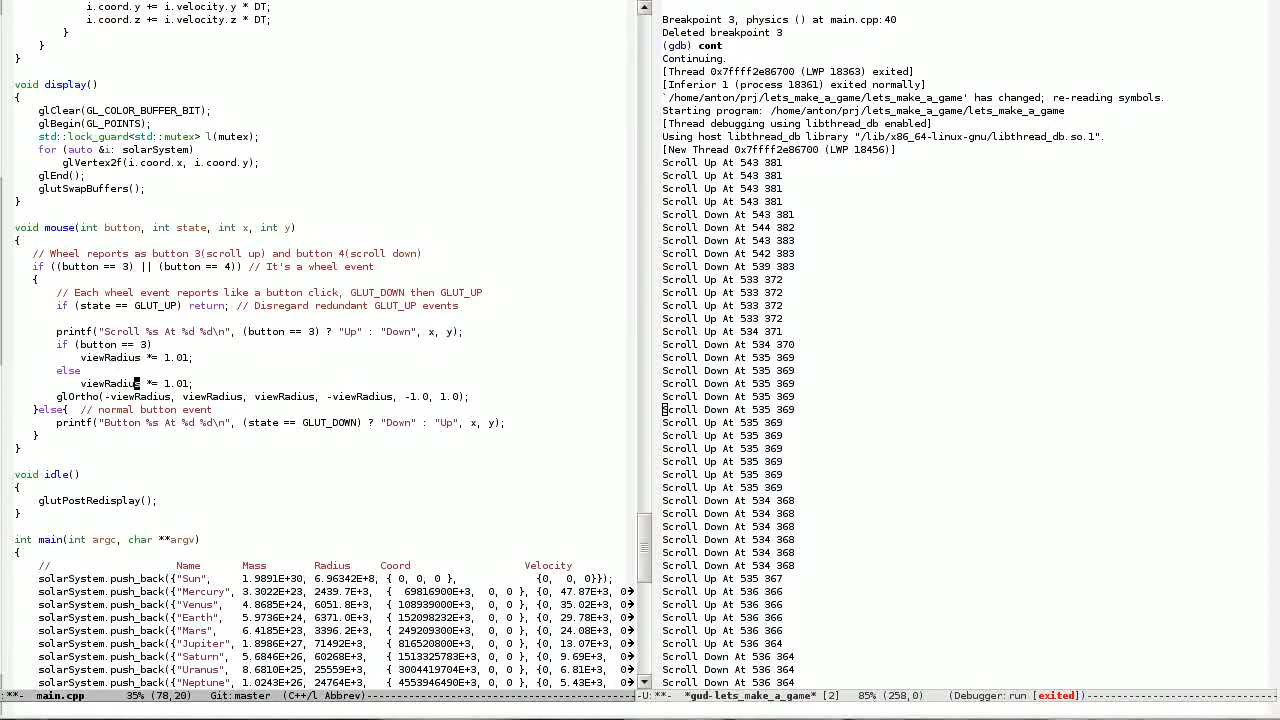 i.coord.y += i.velocity.y * DT;
i.coord.z += i.velocity.z * DT;
}
}
}
void display()
{
glClear(GL_COLOR_BUFFER_BIT);
glBegin(GL_POINTS);
std::lock_guard<std::mutex> l(mutex);
for (auto &i: solarSystem)
glVertex2f(i.coord.x, i.coord.y);
glEnd();
glutSwapBuffers();
}
void mouse(int button, int state, int x, int y)
{
// Wheel reports as button 3(scroll up) and button 4(scroll down)
if ((button == 3) || (button == 4)) // It's a wheel event
{
// Each wheel event reports like a button click, GLUT_DOWN then GLUT_UP
if (state == GLUT_UP) return; // Disregard redundant GLUT_UP events
printf("Scroll %s At %d %d\n", (button == 3) ? "Up" : "Down", x, y);
if (button == 3)
viewRadius *= 1.01;
else
viewRadius *= 1.01;
glOrtho(-viewRadius, viewRadius, viewRadius, -viewRadius, -1.0, 1.0);
}else{  // normal button event
printf("Button %s At %d %d\n", (state == GLUT_DOWN) ? "Down" : "Up", x, y);
}
}
void idle()
{
glutPostRedisplay();
}
int main(int argc, char **argv)
{
// Name Mass Radius Coord Velocity
solarSystem.push_back({"Sun", 1.9891E+30, 6.96342E+8, { 0, 0, 0 }, {0, 0, 0}});
solarSystem.push_back({"Mercury", 3.3022E+23, 2439.7E+3, { 69816900E+3, 0, 0 }, {0, 47.87E+3, 0
solarSystem.push_back({"Venus", 4.8685E+24, 6051.8E+3, { 108939000E+3, 0, 0 }, {0, 35.02E+3, 0
solarSystem.push_back({"Earth", 5.9736E+24, 6371.0E+3, { 152098232E+3, 0, 0 }, {0, 29.78E+3, 0
solarSystem.push_back({"Mars", 6.4185E+23, 3396.2E+3, { 249209300E+3, 0, 0 }, {0, 24.08E+3, 0
solarSystem.push_back({"Jupiter", 1.8986E+27, 71492E+3, { 816520800E+3, 0, 0 }, {0, 13.07E+3, 0
solarSystem.push_back({"Saturn", 5.6846E+26, 60268E+3, { 1513325783E+3, 0, 0 }, {0, 9.69E+3, 0
solarSystem.push_back({"Uranus", 8.6810E+25, 25559E+3, { 3004419704E+3, 0, 0 }, {0, 6.81E+3, 0
solarSystem.push_back({"Neptune", 1.0243E+26, 24764E+3, { 4553946490E+3, 0, 0 }, {0, 5.43E+3, 0
:**-  main.cpp 35% (78,20) Git:master (C++/l Abbrev)
Breakpoint 3, physics () at main.cpp:40
Deleted breakpoint 3
(gdb) cont
Continuing.
[Thread 0x7ffff2e86700 (LWP 18363) exited]
[Inferior 1 (process 18361) exited normally]
`/home/anton/prj/lets_make_a_game/lets_make_a_game' has changed; re-reading symbols.
Starting program: /home/anton/prj/lets_make_a_game/lets_make_a_game
[Thread debugging using libthread_db enabled]
Using host libthread_db library "/lib/x86_64-linux-gnu/libthread_db.so.1".
[New Thread 0x7ffff2e86700 (LWP 18456)]
Scroll Up At 543 381
Scroll Up At 543 381
Scroll Up At 543 381
Scroll Up At 543 381
Scroll Down At 543 381
Scroll Down At 544 382
Scroll Down At 543 383
Scroll Down At 542 383
Scroll Down At 539 383
Scroll Up At 533 372
Scroll Up At 533 372
Scroll Up At 533 372
Scroll Up At 533 372
Scroll Up At 534 371
Scroll Down At 534 370
Scroll Down At 535 369
Scroll Down At 535 369
Scroll Down At 535 369
Scroll Down At 535 369
Scroll Down At 535 369
Scroll Up At 535 369
Scroll Up At 535 369
Scroll Up At 535 369
Scroll Up At 535 369
Scroll Up At 535 369
Scroll Up At 535 369
Scroll Down At 534 368
Scroll Down At 534 368
Scroll Down At 534 368
Scroll Down At 534 368
Scroll Down At 534 368
Scroll Down At 534 368
Scroll Up At 535 367
Scroll Up At 536 366
Scroll Up At 536 366
Scroll Up At 536 366
Scroll Up At 536 366
Scroll Up At 536 364
Scroll Down At 536 364
Scroll Down At 536 364
Scroll Down At 536 364
-U:**-  *gud-lets_make_a_game* [2] 85% (258,0) (Debugger:run [exited])